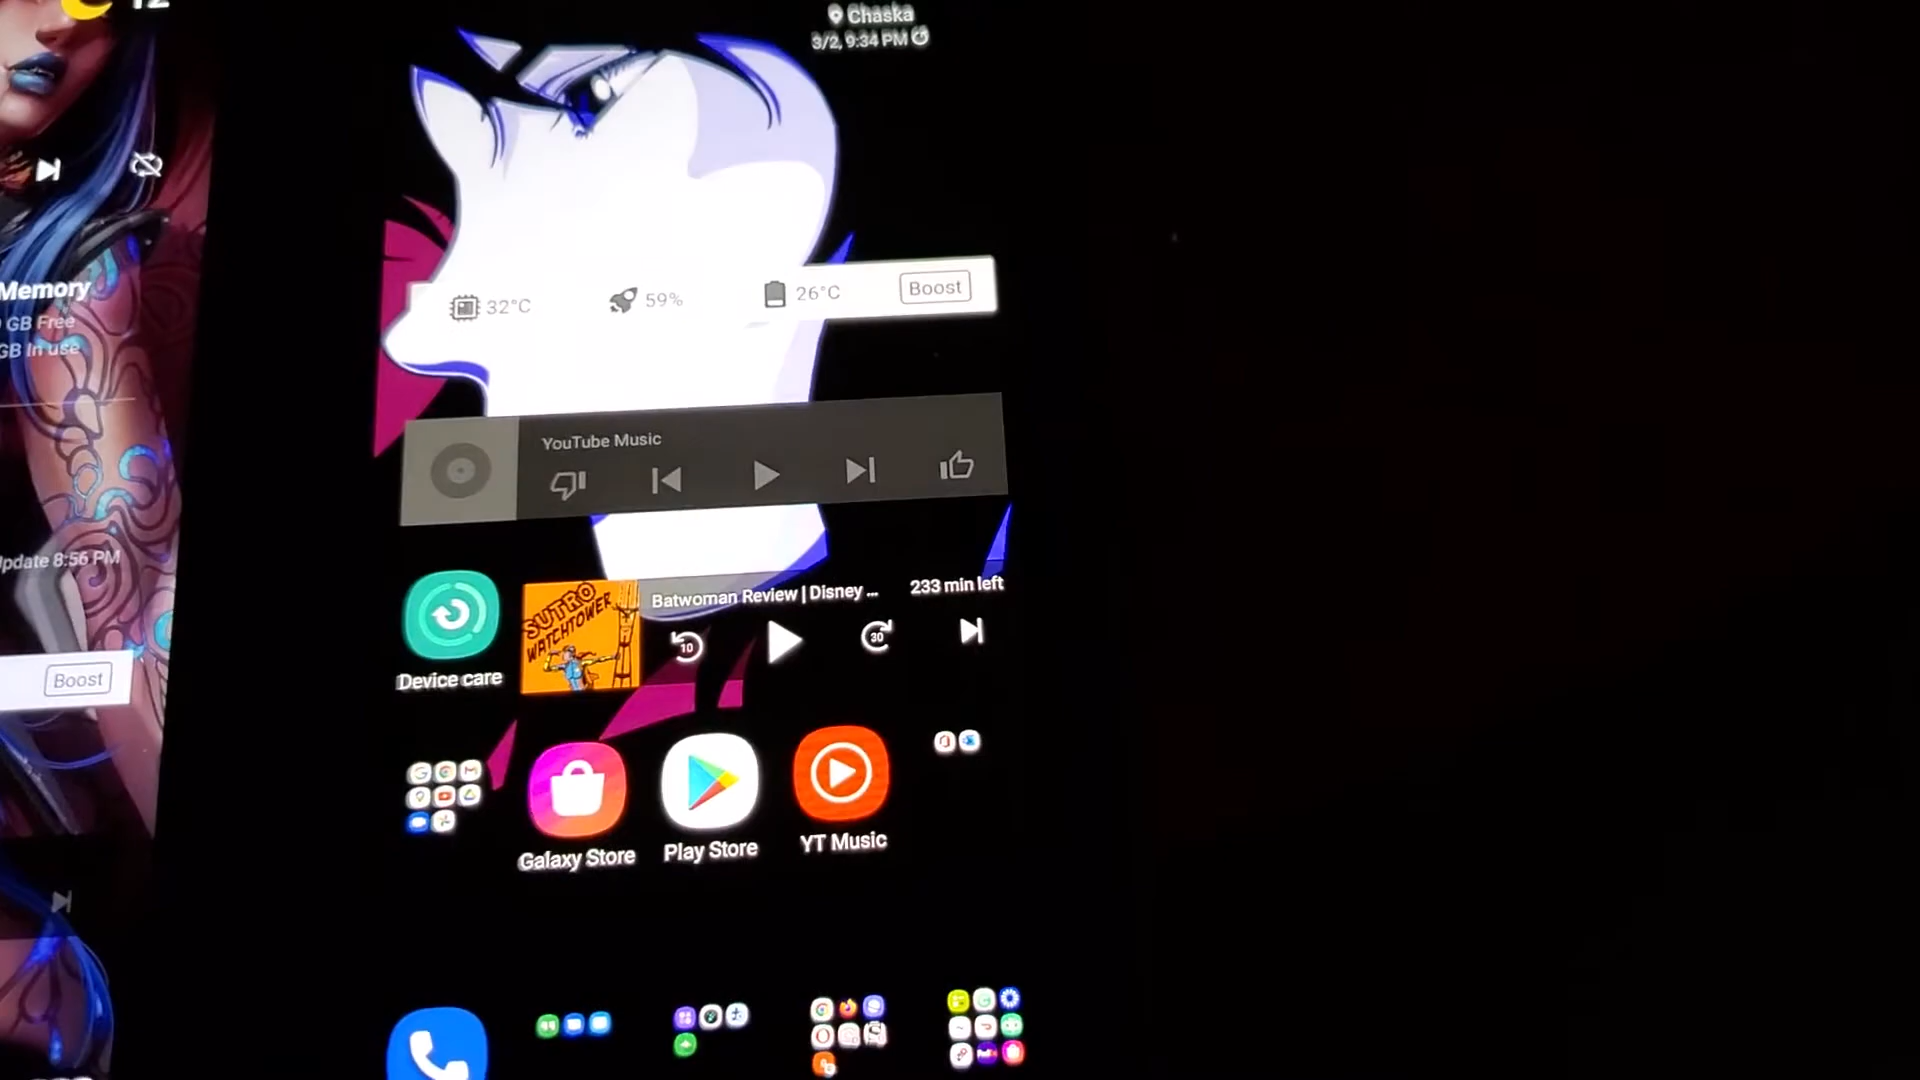 12
Memory
GB Free
GB In use
Update 8:56 PM
Boost
Chaska
3/2, 9:34 PM
32°C
59%
26°C
Boost
YouTube Music
Device care
SUTRO
WATCHTOWER
Batwoman Review | Disney ...
233 min left
10
30
Galaxy Store
Play Store
YT Music